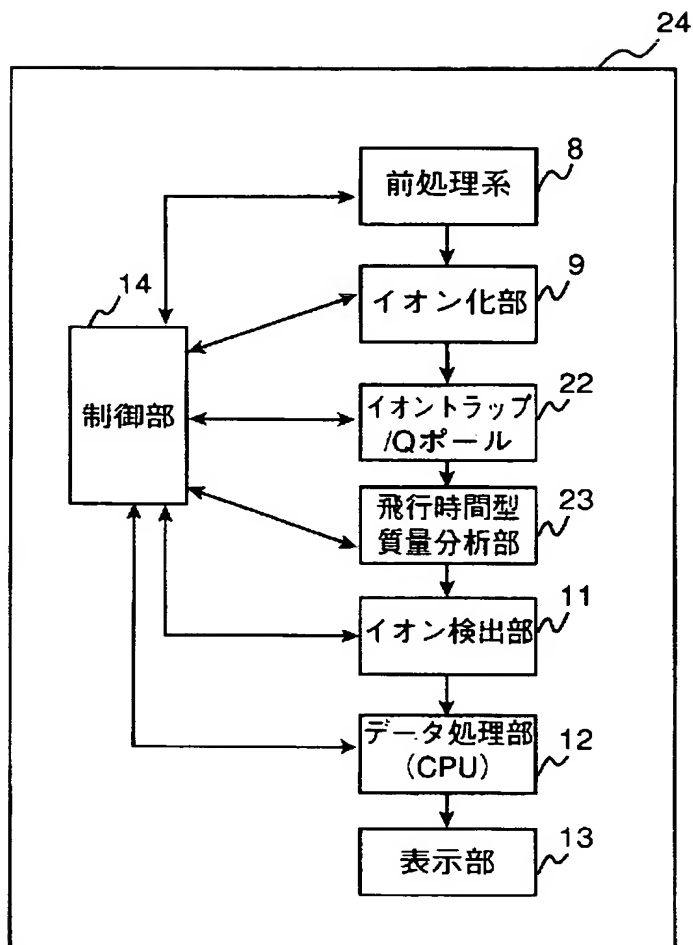 24
前処理系
8
イオン化部
9
14
制御部
イオントラップ
/Qポール
22
飛行時間型
質量分析部
23
イオン検出部
11
データ処理部
(CPU)
12
表示部
13